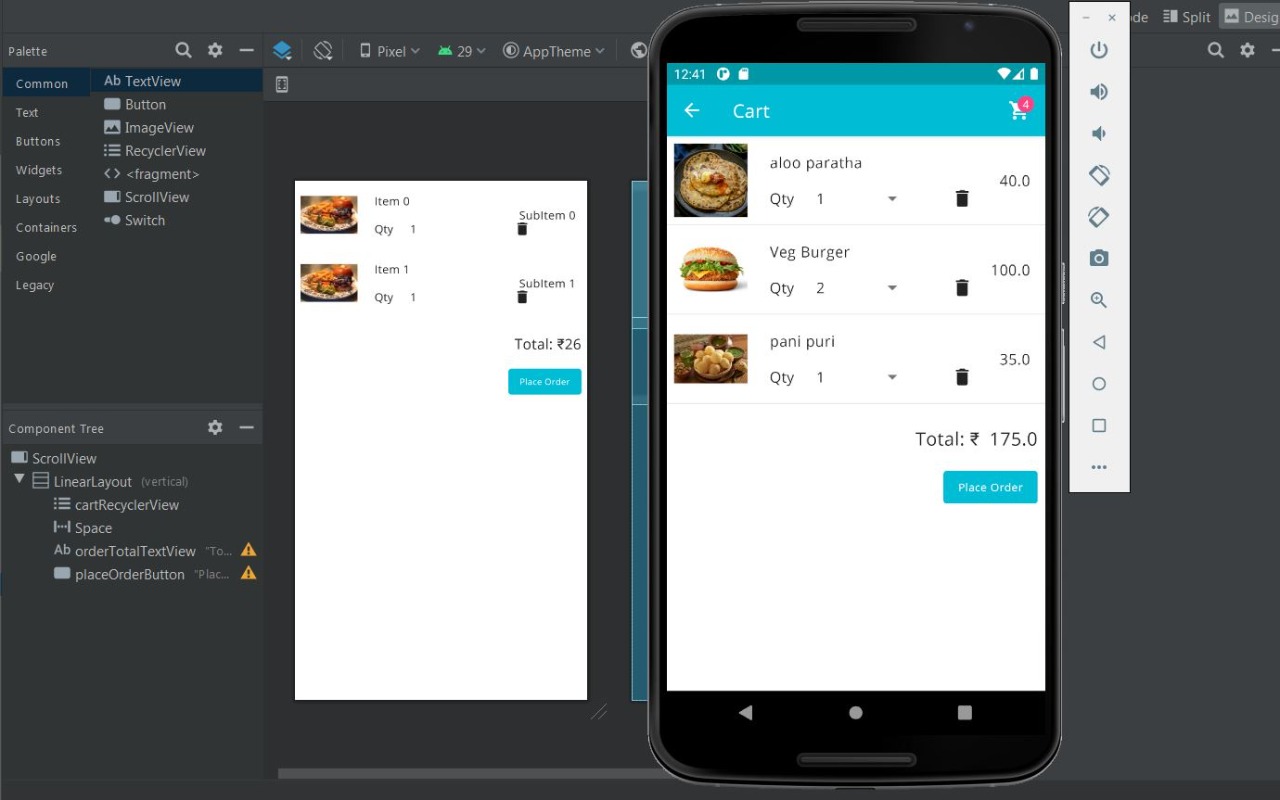 de Split Desig
Palette
Pixel 29 AppTheme
Common
Text
Buttons
Widgets
Layouts
Containers
Google
Legacy
Ab TextView
Button
ImageView
RecyclerView
<> <fragment>
ScrollView
Switch
Component Tree
ScrollView
LinearLayout (vertical)
cartRecyclerView
Space
Ab orderTotalTextView "To...
placeOrderButton "Plac...
Item 0
SubItem 0
Qty 1
Item 1
SubItem 1
Qty 1
Total: ₹26
Place Order
12:41
Cart
4
aloo paratha
40.0
Qty 1
Veg Burger
100.0
Qty 2
pani puri
35.0
Qty 1
Total: ₹ 175.0
Place Order